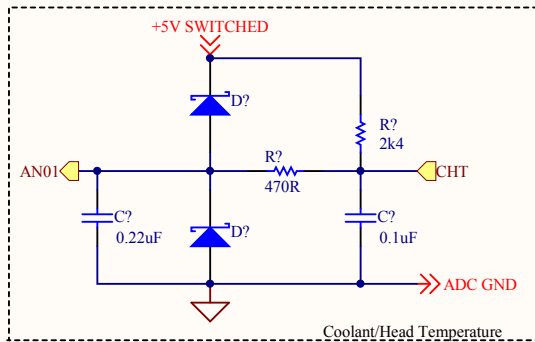 +5V SWITCHED
D?
R?
2k4
AN01
R?
470R
CHT
C?
0.22uF
D?
C?
0.1uF
ADC GND
Coolant/Head Temperature